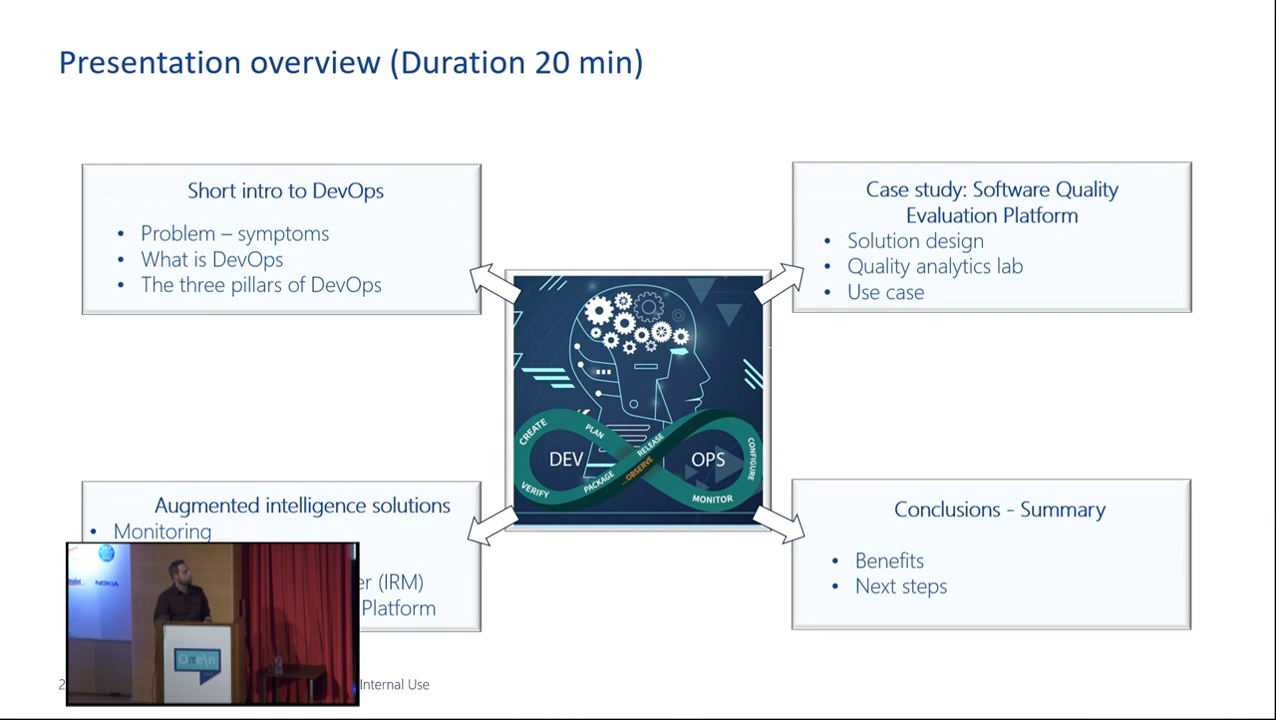 Presentation overview (Duration 20 min)
Short intro to DevOps
• Problem – symptoms
• What is DevOps
• The three pillars of DevOps
Case study: Software Quality
Evaluation Platform
• Solution design
• Quality analytics lab
• Use case
CREATE
PLAN
RELEASE
CONFIGURE
DEV
OPS
VERIFY
PACKAGE
...OBSERVE
MONITOR
Augmented intelligence solutions
• Monitoring
(IRM)
Platform
Conclusions - Summary
• Benefits
• Next steps
NOKIA
2
Internal Use